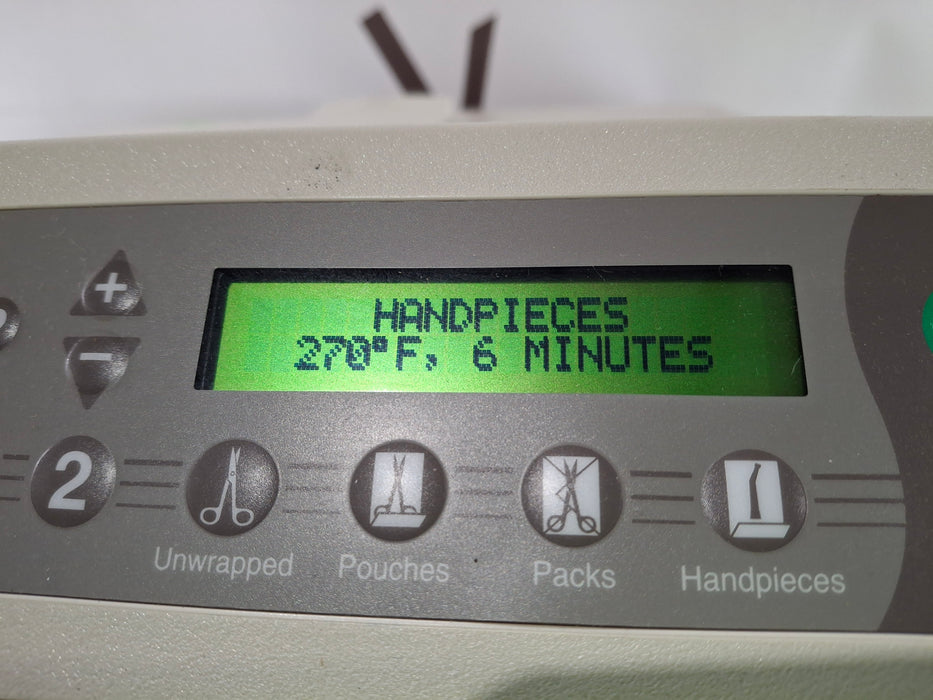 HANDPIECES
270°F, 6 MINUTES
+
−
2
Unwrapped
Pouches
Packs
Handpieces